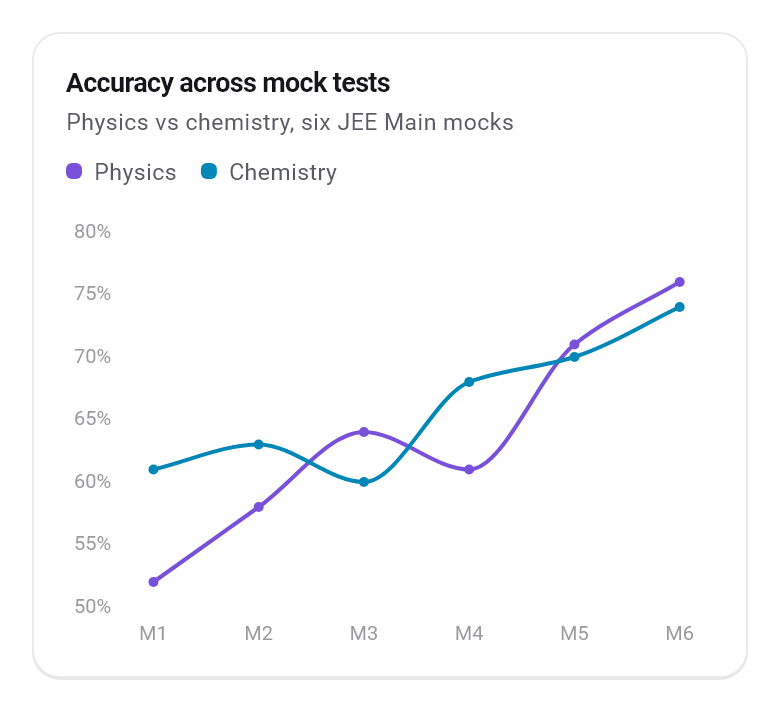 Accuracy across mock tests
Physics vs chemistry, six JEE Main mocks
Physics Chemistry
80%
75%
70%
65%
60%
55%
50%
M1 M2 M3 M4 M5 M6